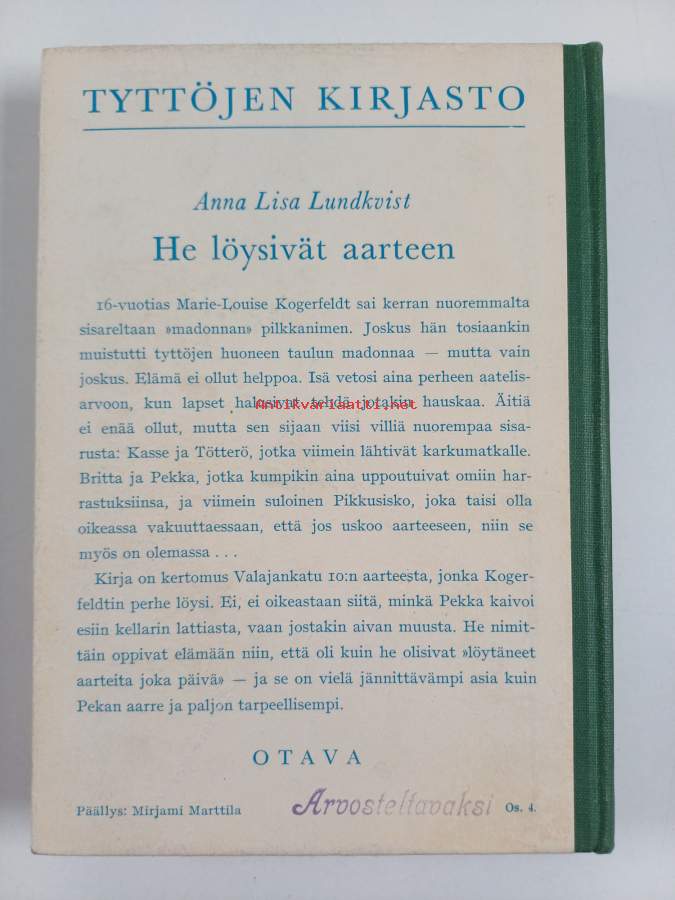 TYTTÖJEN KIRJASTO
Anna Lisa Lundkvist
He löysivät aarteen
16-vuotias Marie-Louise Kogerfeldt sai kerran nuoremmalta
sisareltaan »madonnan» pilkkanimen. Joskus hän tosiaankin
muistutti tyttöjen huoneen taulun madonnaa — mutta vain
joskus. Elämä ei ollut helppoa. Isä vetosi aina perheen aatelis-
arvoon, kun lapset halusivat tehdä jotakin hauskaa. Äitiä
Antikvariaatti.net
ei enää ollut, mutta sen sijaan viisi villiä nuorempaa sisa-
rusta: Kasse ja Tötterö, jotka viimein lähtivät karkumatkalle.
Britta ja Pekka, jotka kumpikin aina uppoutuivat omiin har-
rastuksiinsa, ja viimein suloinen Pikkusisko, joka taisi olla
oikeassa vakuuttaessaan, että jos uskoo aarteeseen, niin se
myös on olemassa . . .
Kirja on kertomus Valajankatu 10:n aarteesta, jonka Koger-
feldtin perhe löysi. Ei, ei oikeastaan siitä, minkä Pekka kaivoi
esiin kellarin lattiasta, vaan jostakin aivan muusta. He nimit-
täin oppivat elämään niin, että oli kuin he olisivat »löytäneet
aarteita joka päivä» — ja se on vielä jännittävämpi asia kuin
Pekan aarre ja paljon tarpeellisempi.
OTAVA
Päällys: Mirjami Marttila Arvosteltavaksi Os. 4.